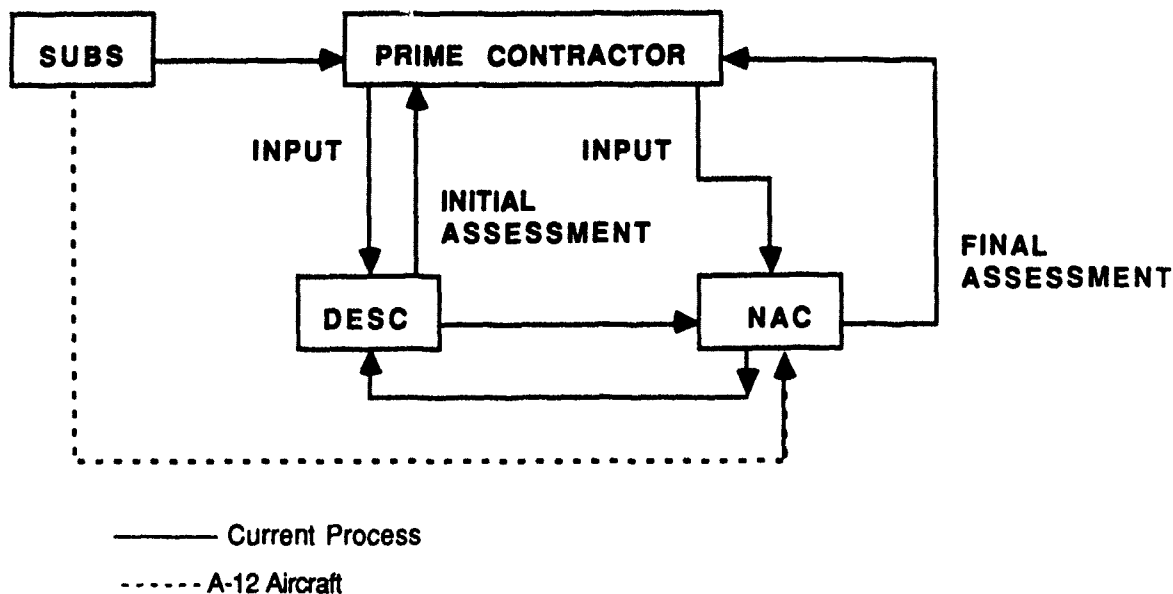 SUBS
PRIME CONTRACTOR
INPUT
INPUT
INITIAL
ASSESSMENT
FINAL
ASSESSMENT
DESC
NAC
Current Process
A-12 Aircraft